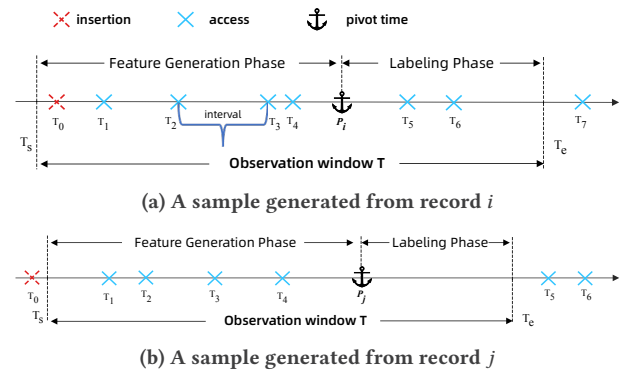 insertion access pivot time
Feature Generation Phase Labeling Phase
interval
T0 T1 T2 T3 T4 Pi T5 T6 T7
Ts Te
Observation window T
(a) A sample generated from record i
Feature Generation Phase Labeling Phase
T0 T1 T2 T3 T4 Pj T5 T6
Ts Te
Observation window T
(b) A sample generated from record j